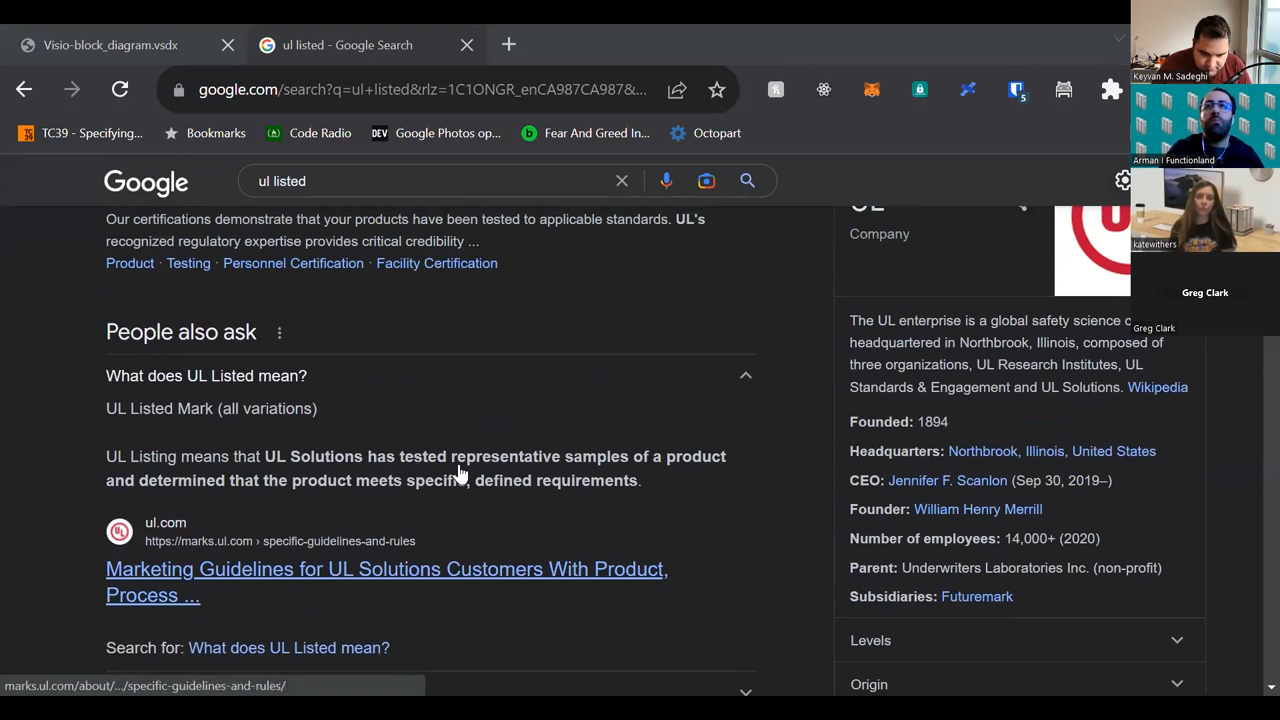 Visio-block_diagram.vsdx
ul listed - Google Search
google.com/search?q=ul+listed&rlz=1C1ONGR_enCA987CA987&...
5
TC39 - Specifying...
Bookmarks
Code Radio
DEV
Google Photos op...
Fear And Greed In...
Octopart
Google
ul listed
Our certifications demonstrate that your products have been tested to applicable standards. UL's
recognized regulatory expertise provides critical credibility ...
Product · Testing · Personnel Certification · Facility Certification
People also ask
What does UL Listed mean?
UL Listed Mark (all variations)
UL Listing means that UL Solutions has tested representative samples of a product
and determined that the product meets specific, defined requirements.
UL
ul.com
https://marks.ul.com › specific-guidelines-and-rules
Marketing Guidelines for UL Solutions Customers With Product,
Process ...
Search for: What does UL Listed mean?
marks.ul.com/about/.../specific-guidelines-and-rules/
UL
Company
The UL enterprise is a global safety science c
headquartered in Northbrook, Illinois, composed of
three organizations, UL Research Institutes, UL
Standards & Engagement and UL Solutions. Wikipedia
Founded: 1894
Headquarters: Northbrook, Illinois, United States
CEO: Jennifer F. Scanlon (Sep 30, 2019–)
Founder: William Henry Merrill
Number of employees: 14,000+ (2020)
Parent: Underwriters Laboratories Inc. (non-profit)
Subsidiaries: Futuremark
Levels
Origin
Keyvan M. Sadeghi
Arman | Functionland
katewithers
Greg Clark
Greg Clark